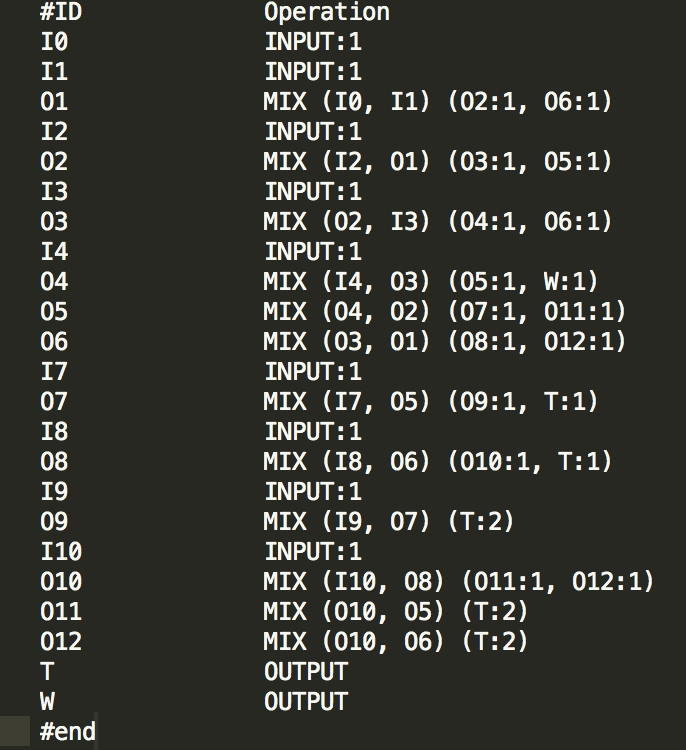 #ID Operation
I0 INPUT:1
I1 INPUT:1
O1 MIX (I0, I1) (O2:1, O6:1)
I2 INPUT:1
O2 MIX (I2, O1) (O3:1, O5:1)
I3 INPUT:1
O3 MIX (O2, I3) (O4:1, O6:1)
I4 INPUT:1
O4 MIX (I4, O3) (O5:1, W:1)
O5 MIX (O4, O2) (O7:1, O11:1)
O6 MIX (O3, O1) (O8:1, O12:1)
I7 INPUT:1
O7 MIX (I7, O5) (O9:1, T:1)
I8 INPUT:1
O8 MIX (I8, O6) (O10:1, T:1)
I9 INPUT:1
O9 MIX (I9, O7) (T:2)
I10 INPUT:1
O10 MIX (I10, O8) (O11:1, O12:1)
O11 MIX (O10, O5) (T:2)
O12 MIX (O10, O6) (T:2)
T OUTPUT
W OUTPUT
#end